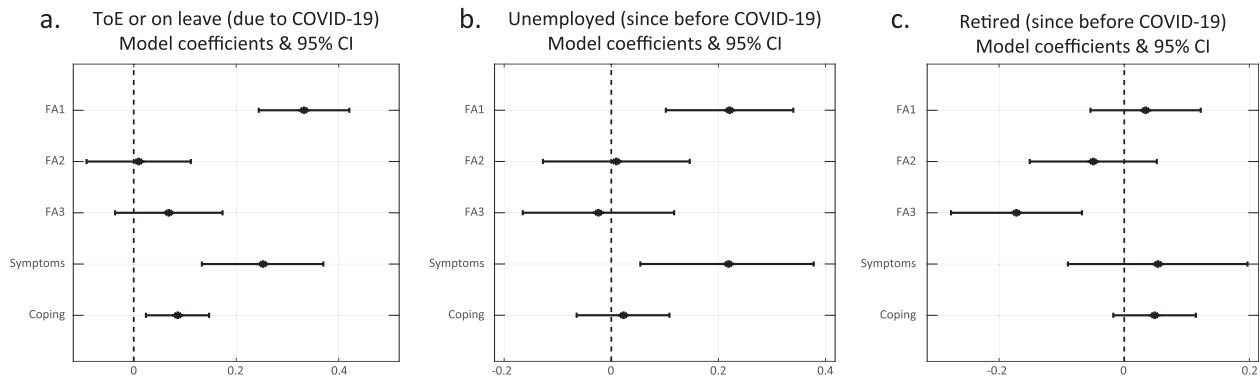 a. ToE or on leave (due to COVID-19)
Model coefficients & 95% CI
FA1
FA2
FA3
Symptoms
Coping
0 0.2 0.4
b. Unemployed (since before COVID-19)
Model coefficients & 95% CI
FA1
FA2
FA3
Symptoms
Coping
-0.2 0 0.2 0.4
c. Retired (since before COVID-19)
Model coefficients & 95% CI
FA1
FA2
FA3
Symptoms
Coping
-0.2 0 0.2